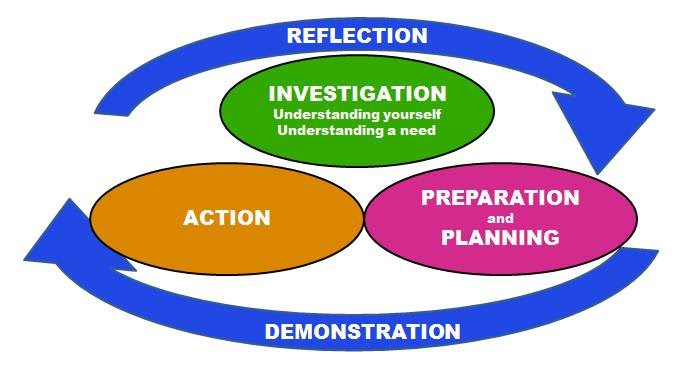 REFLECTION
INVESTIGATION
Understanding yourself
Understanding a need
ACTION
PREPARATION
and
PLANNING
DEMONSTRATION